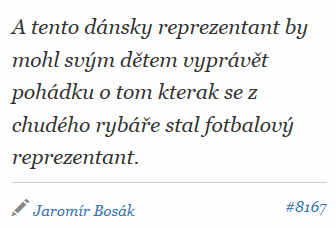 A tento dánsky reprezentant by
mohl svým dětem vyprávět
pohádku o tom kterak se z
chudého rybáře stal fotbalový
reprezentant.
Jaromír Bosák
#8167